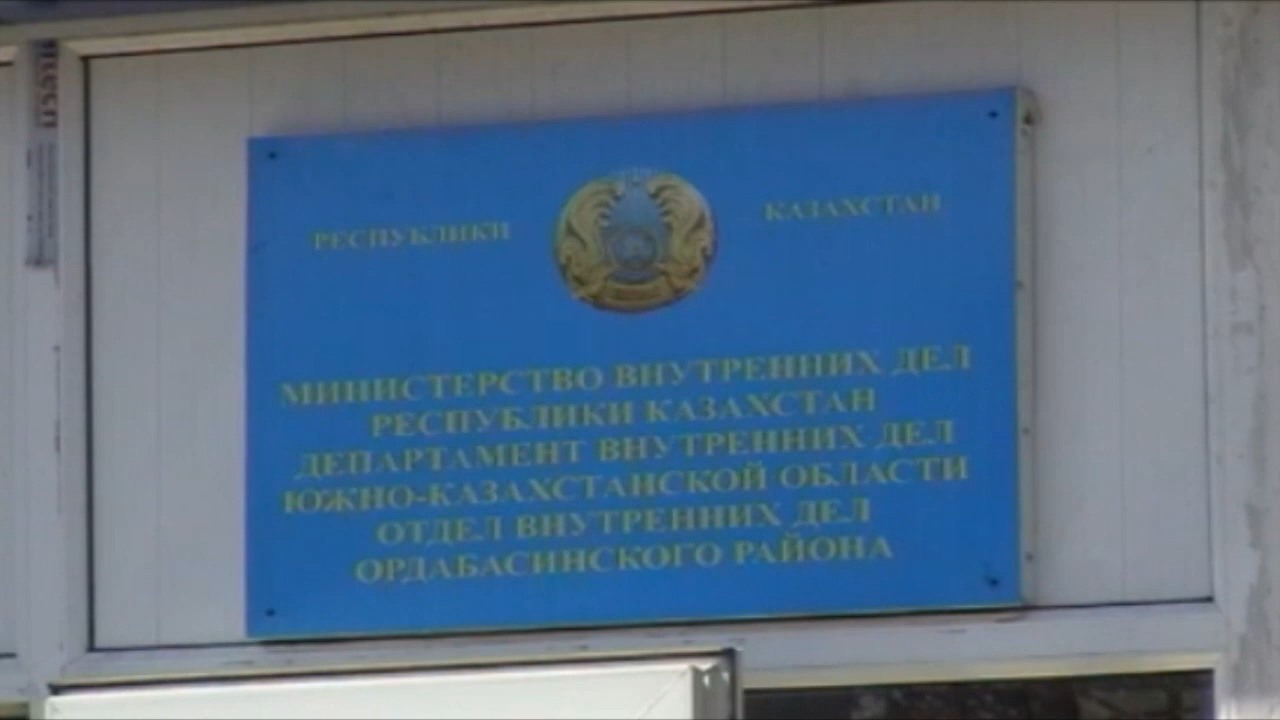 РЕСПУБЛИКИ КАЗАХСТАН
МИНИСТЕРСТВО ВНУТРЕННИХ ДЕЛ
РЕСПУБЛИКИ КАЗАХСТАН
ДЕПАРТАМЕНТ ВНУТРЕННИХ ДЕЛ
ЮЖНО-КАЗАХСТАНСКОЙ ОБЛАСТИ
ОТДЕЛ ВНУТРЕННИХ ДЕЛ
ОРДАБАСИНСКОГО РАЙОНА